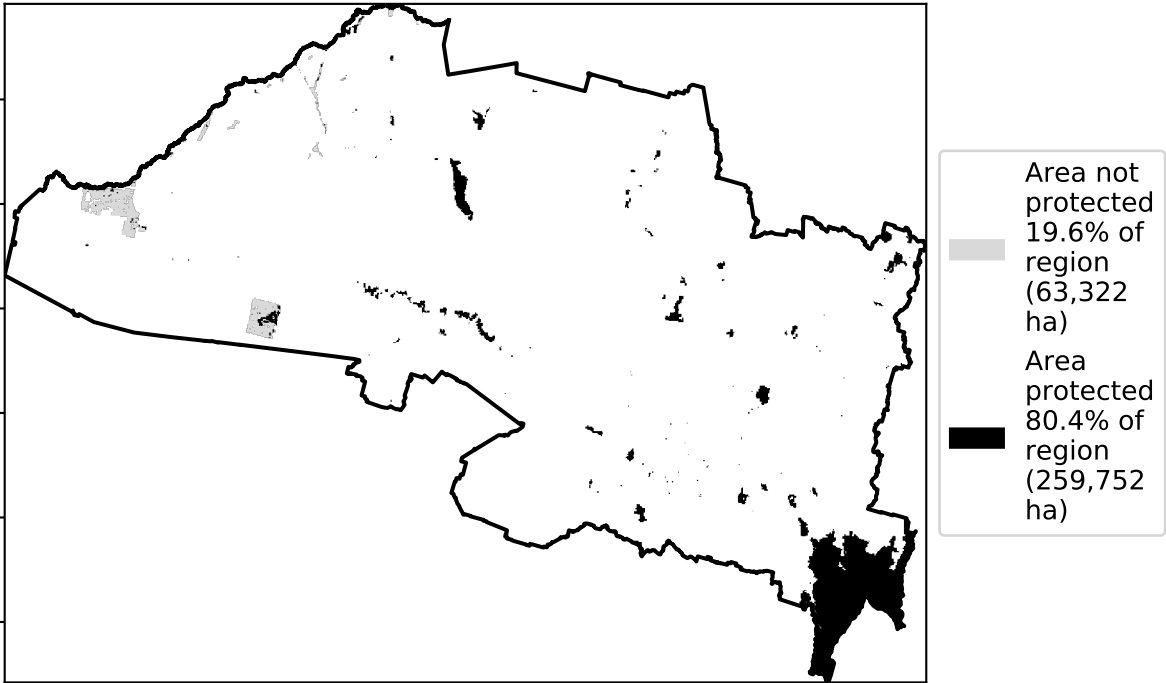 Area not
protected
19.6% of
region
(63,322
ha)
Area
protected
80.4% of
region
(259,752
ha)